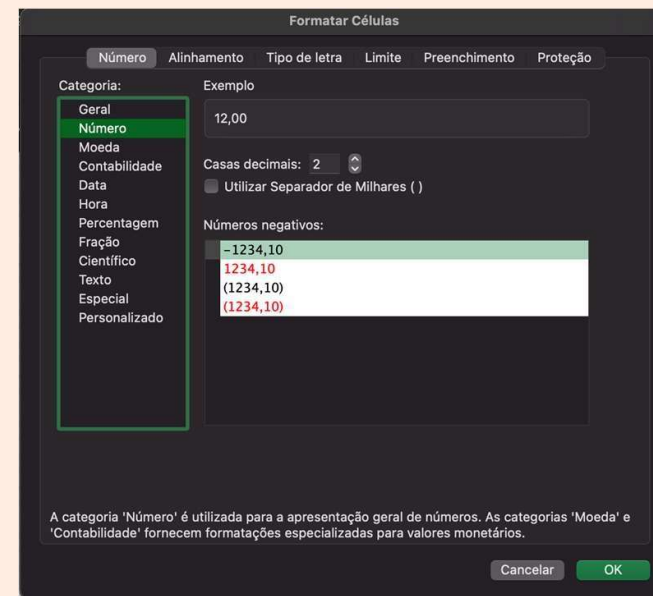 Formatar Células
Número Alinhamento Tipo de letra Limite Preenchimento Proteção
Categoria:
Geral
Número
Moeda
Contabilidade
Data
Hora
Percentagem
Fração
Científico
Texto
Especial
Personalizado
Exemplo
12,00
Casas decimais: 2
Utilizar Separador de Milhares ( )
Números negativos:
-1234,10
1234,10
(1234,10)
(1234,10)
A categoria 'Número' é utilizada para a apresentação geral de números. As categorias 'Moeda' e
'Contabilidade' fornecem formatações especializadas para valores monetários.
Cancelar OK